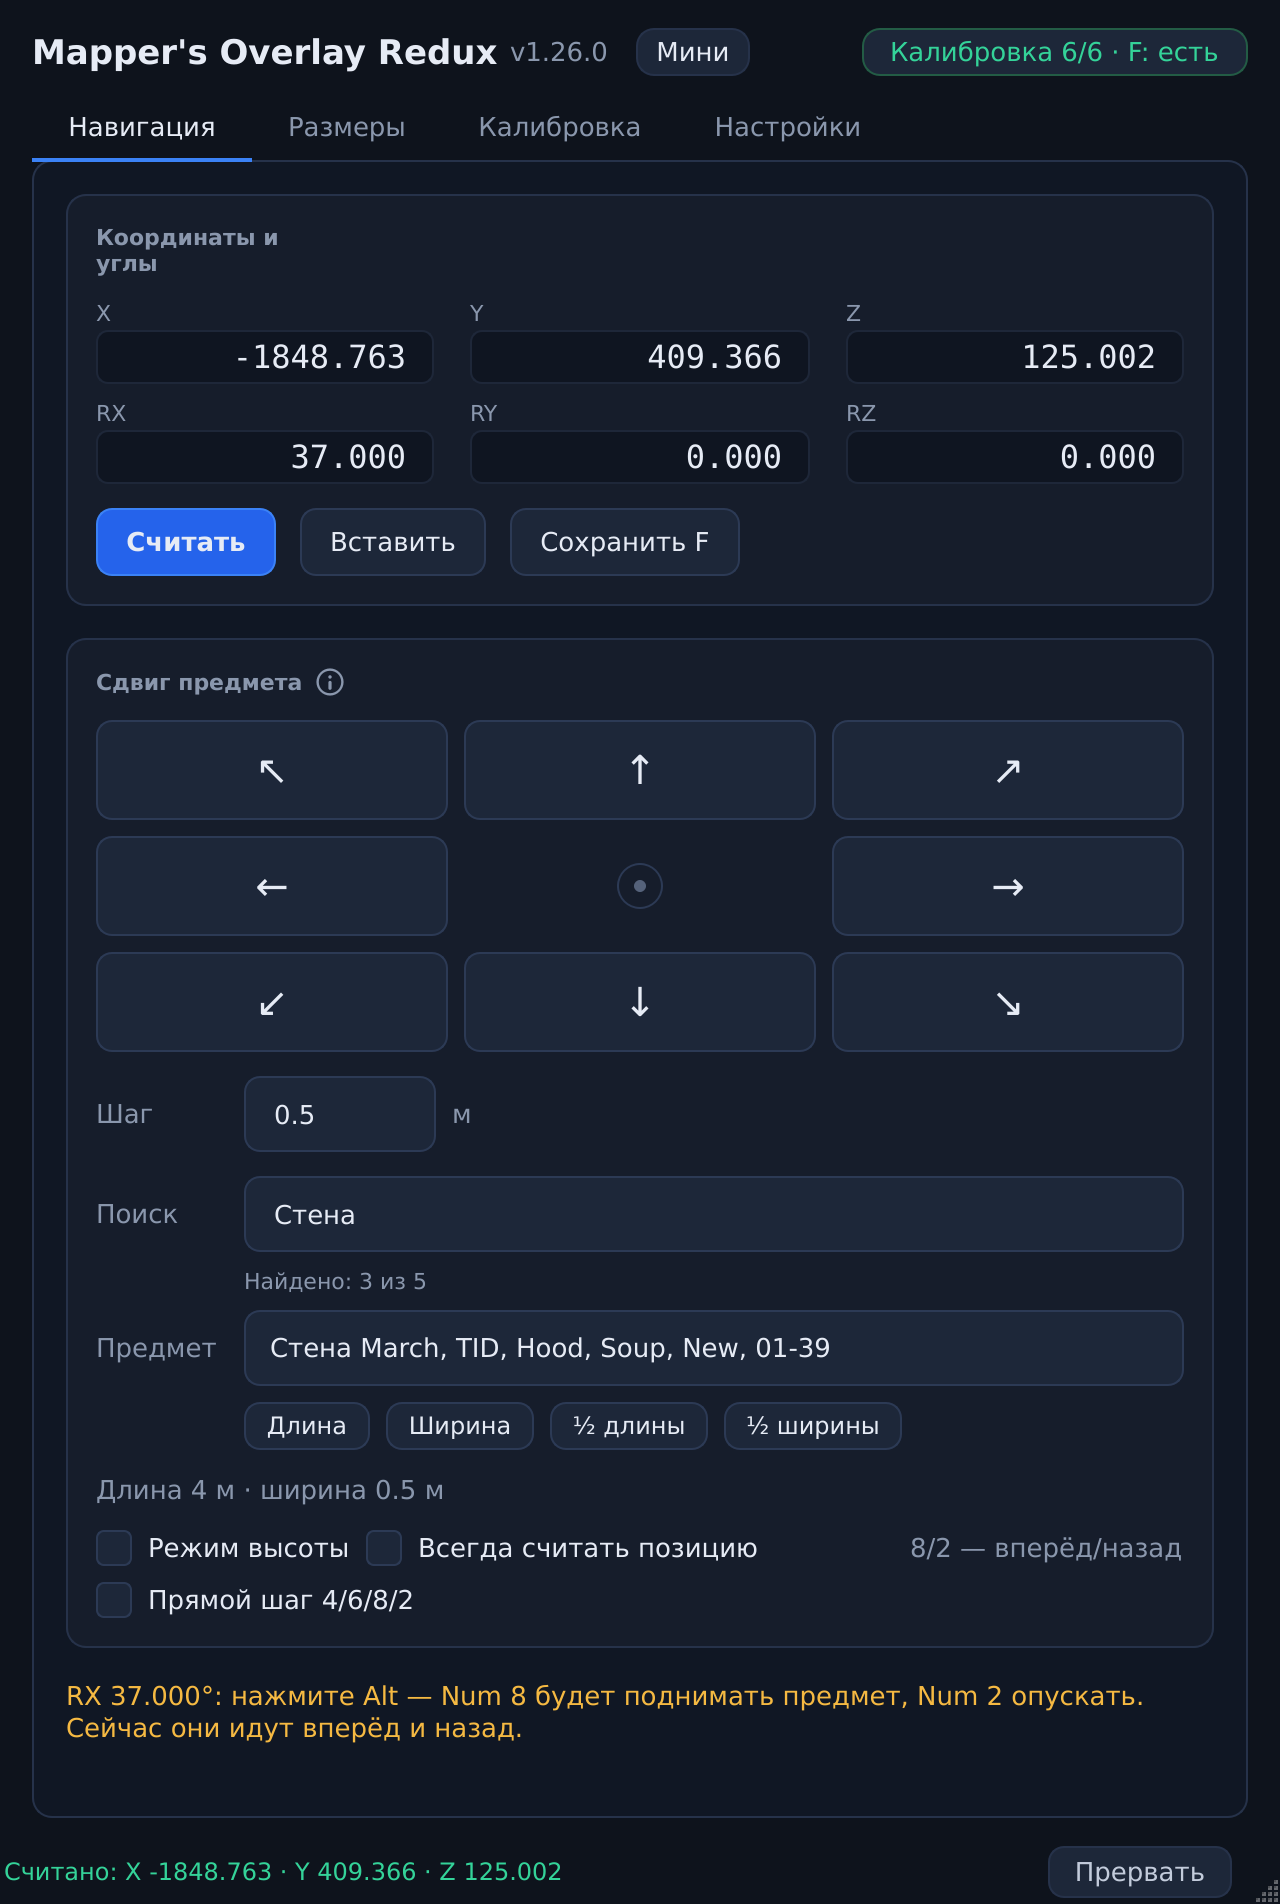 Mapper's Overlay Redux v1.26.0 Мини Калибровка 6/6 · F: есть
Навигация Размеры Калибровка Настройки
Координаты и
углы
X Y Z
-1848.763 409.366 125.002
RX RY RZ
37.000 0.000 0.000
Считать Вставить Сохранить F
Сдвиг предмета
↖ ↑ ↗
← →
↙ ↓ ↘
Шаг 0.5 м
Поиск Стена
Найдено: 3 из 5
Предмет Стена March, TID, Hood, Soup, New, 01-39
Длина Ширина ½ длины ½ ширины
Длина 4 м · ширина 0.5 м
Режим высоты Всегда считать позицию 8/2 — вперёд/назад
Прямой шаг 4/6/8/2
RX 37.000°: нажмите Alt — Num 8 будет поднимать предмет, Num 2 опускать.
Сейчас они идут вперёд и назад.
Считано: X -1848.763 · Y 409.366 · Z 125.002 Прервать